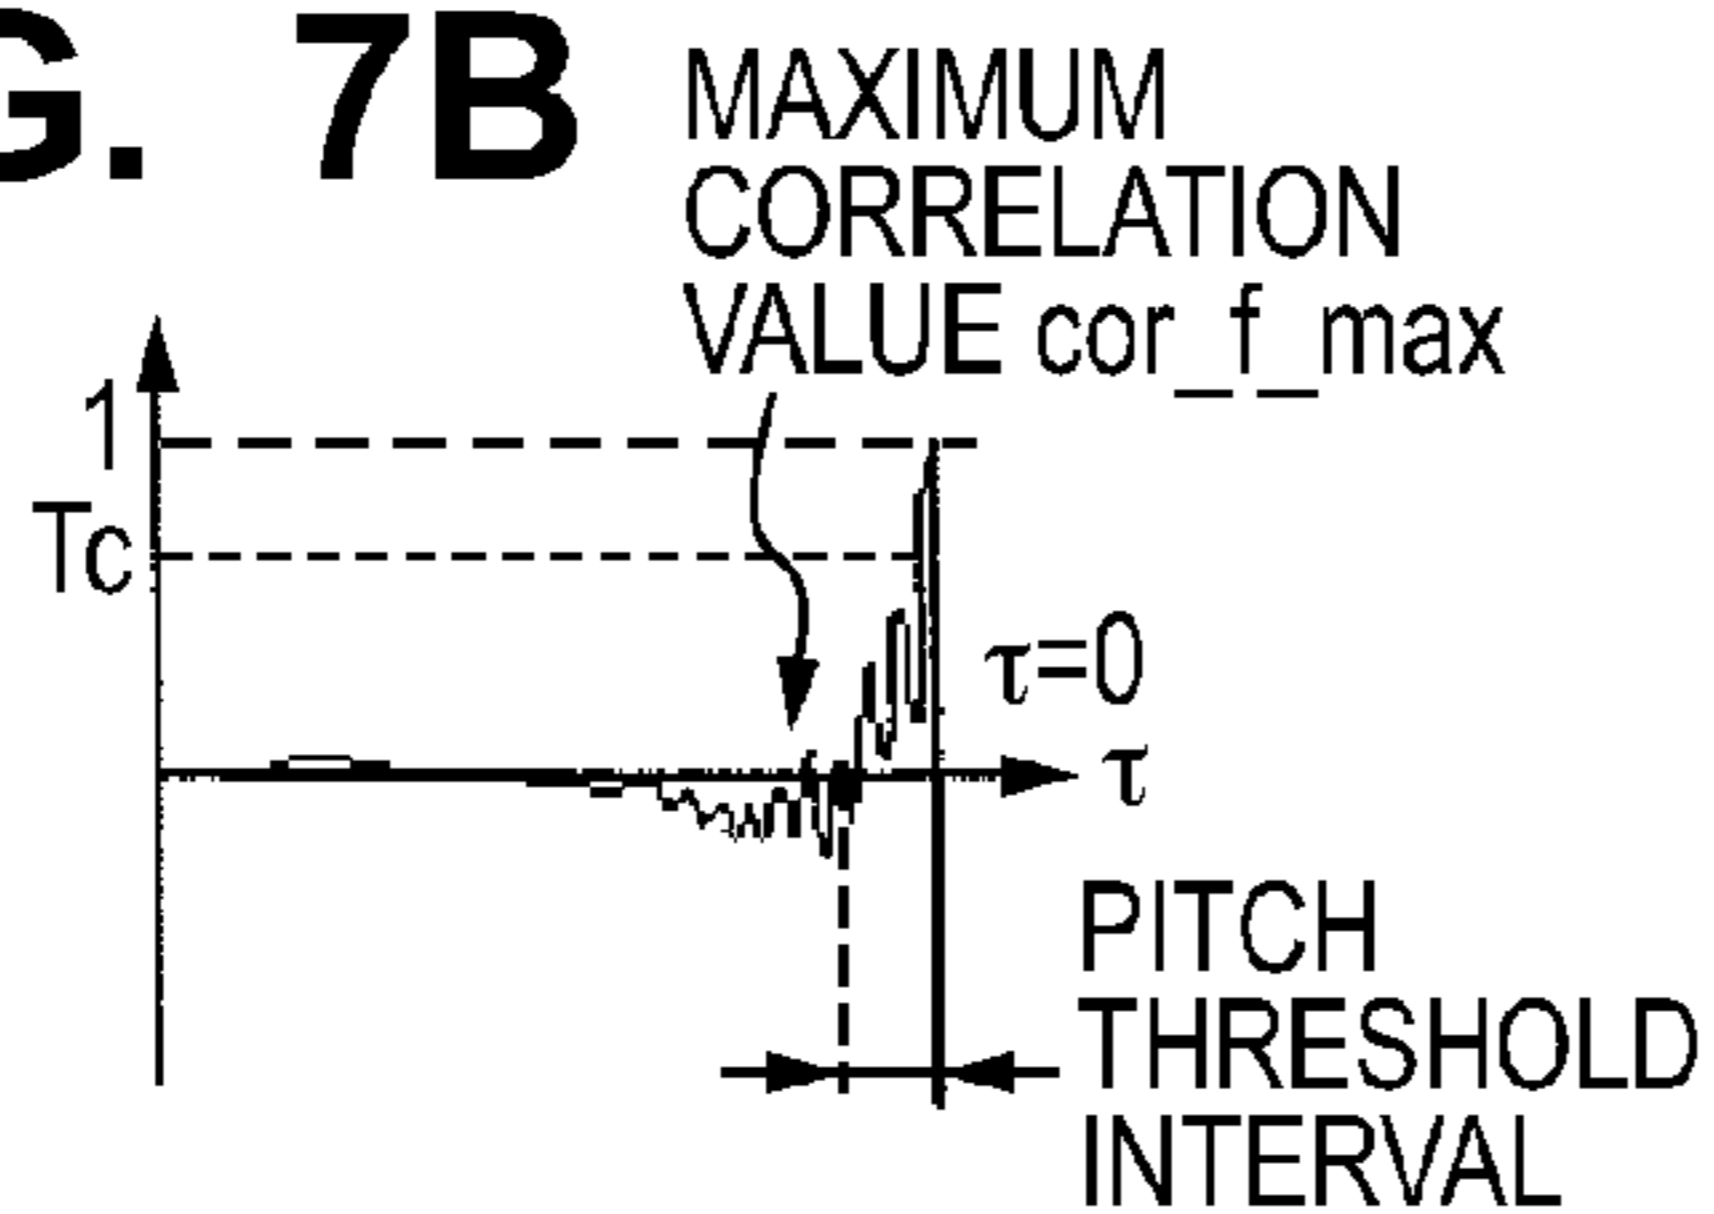 G. 7B
MAXIMUM
CORRELATION
VALUE cor_f_max
1
Tc
τ=0
τ
PITCH
THRESHOLD
INTERVAL